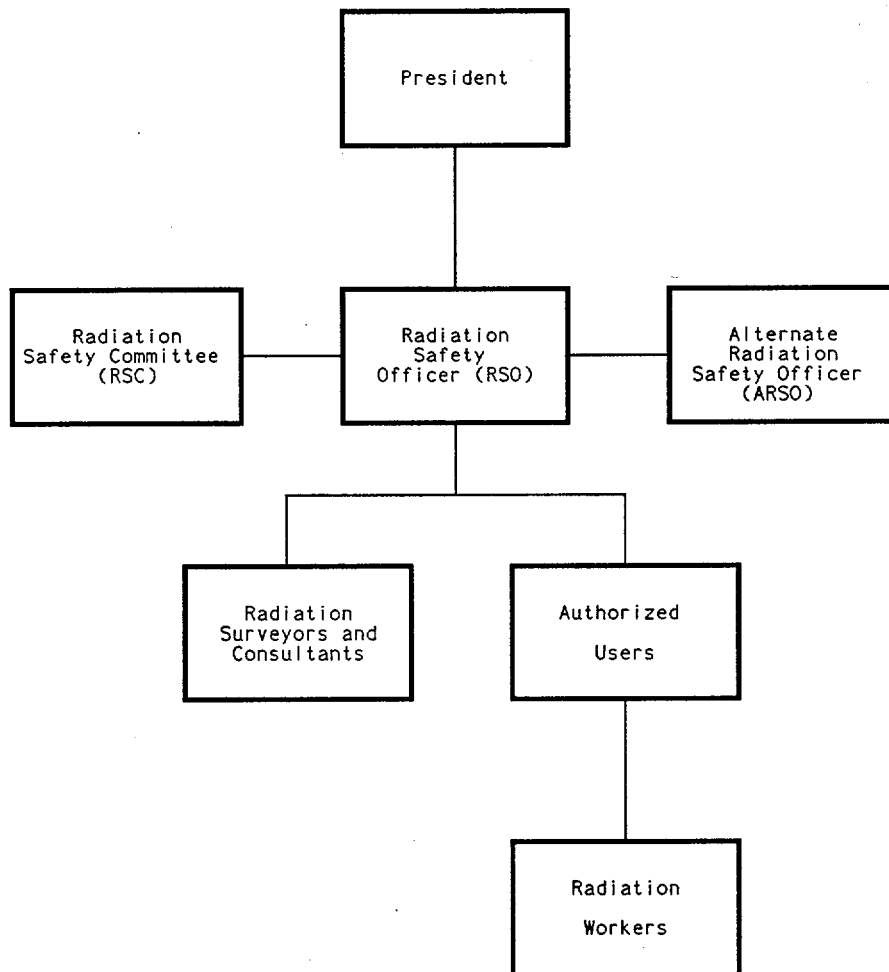 President
Radiation
Safety Committee
(RSC)
Radiation
Safety
Officer (RSO)
Alternate
Radiation
Safety Officer
(ARSO)
Radiation
Surveyors and
Consultants
Authorized
Users
Radiation
Workers